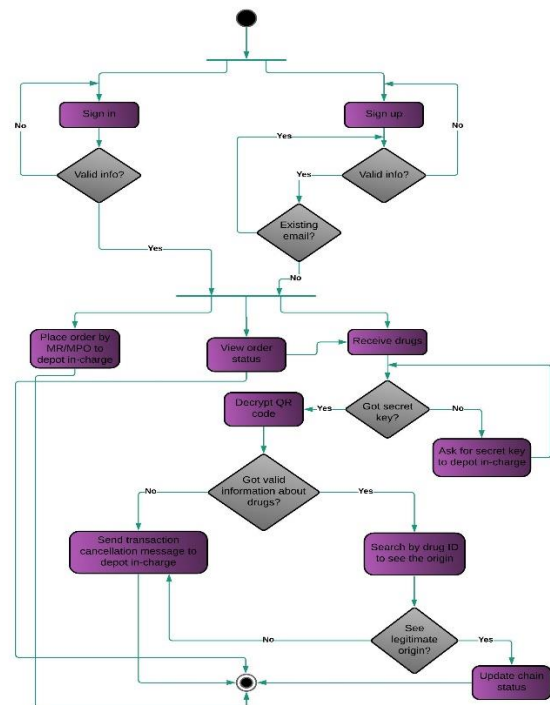 Sign in
Sign up
No
Yes
No
Valid info?
Yes
Valid info?
Existing
email?
Yes
No
Place order by
MR/MPO to
depot in-charge
View order
status
Receive drugs
Decrypt QR
code
Yes
Got secret
key?
No
Ask for secret key
to depot in-charge
Got valid
information about
drugs?
No
Yes
Send transaction
cancellation message to
depot in-charge
Search by drug ID
to see the origin
No
See
legitimate
origin?
Yes
Update chain
status